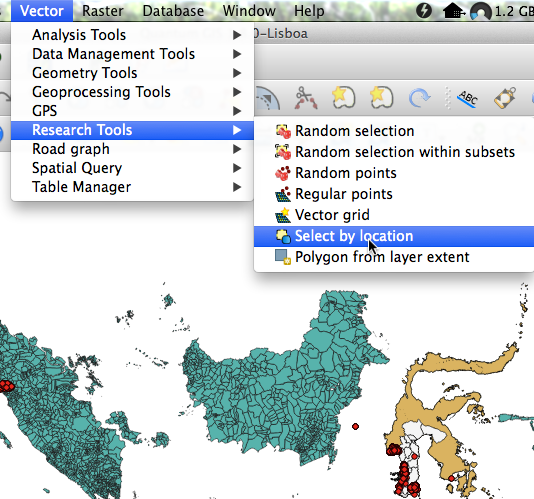 Vector Raster Database Window Help 1.2 GB
0-Lisboa
Analysis Tools
Data Management Tools
Geometry Tools
Geoprocessing Tools
GPS
Research Tools
Road graph
Spatial Query
Table Manager
ABC
Random selection
Random selection within subsets
Random points
Regular points
Vector grid
Select by location
Polygon from layer extent